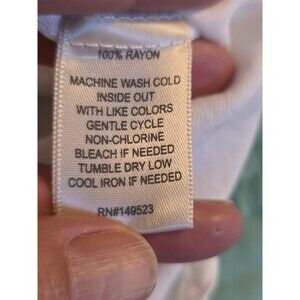 100% RAYON
MACHINE WASH COLD
INSIDE OUT
WITH LIKE COLORS
GENTLE CYCLE
NON-CHLORINE
BLEACH IF NEEDED
TUMBLE DRY LOW
COOL IRON IF NEEDED
RN#149523